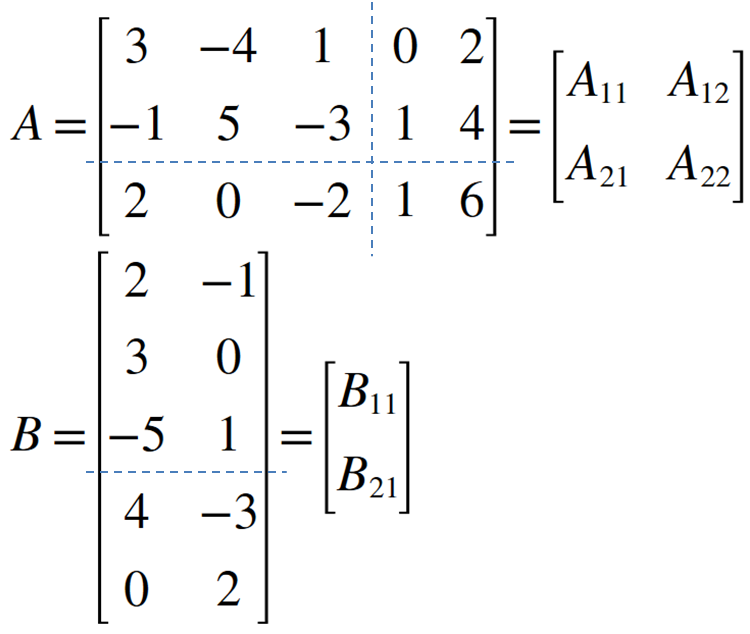 3 −4 1 0 2
A = −1 5 −3 1 4 = A₁₁ A₁₂
A₂₁ A₂₂
2 0 −2 1 6
2 −1
3 0
B = −5 1 = B₁₁
B₂₁
4 −3
0 2